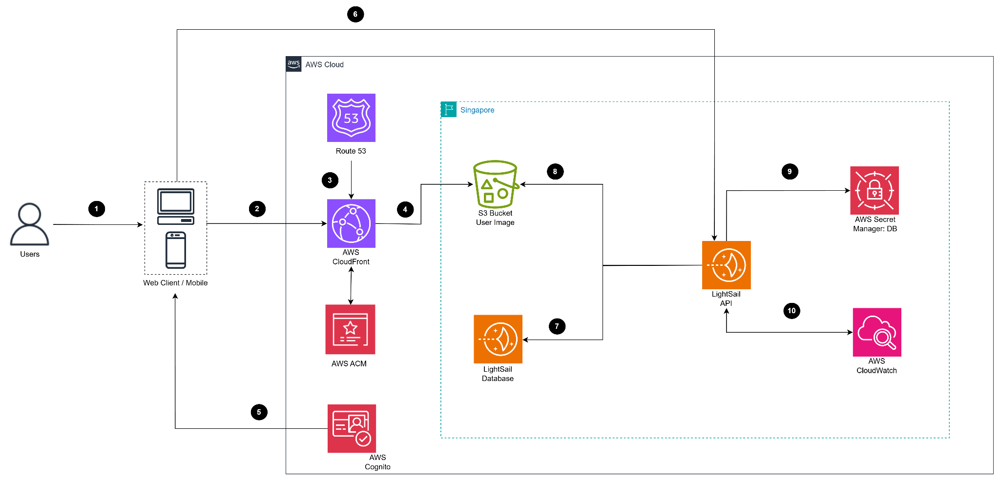 6
aws
AWS Cloud
53
Route 53
Singapore
3
8
9
1
2
4
S3 Bucket
User Image
AWS Secret
Manager: DB
Users
AWS
CloudFront
Web Client / Mobile
LightSail
API
10
7
AWS ACM
LightSail
Database
AWS
CloudWatch
5
AWS
Cognito